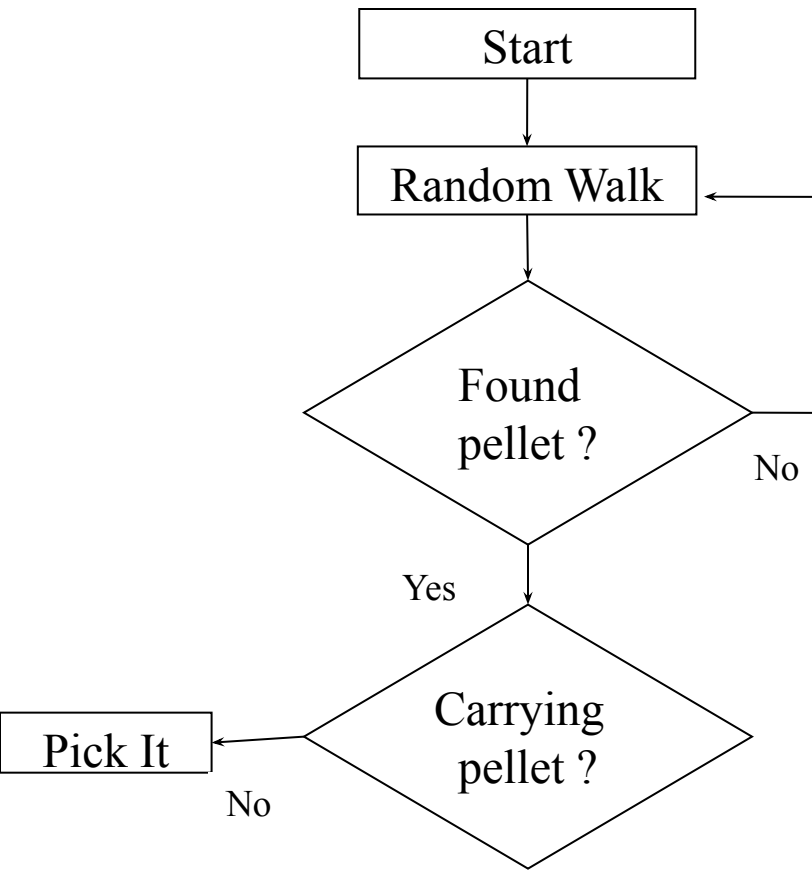 Start
Random Walk
Found
pellet ?
No
Yes
Carrying
pellet ?
Pick It
No